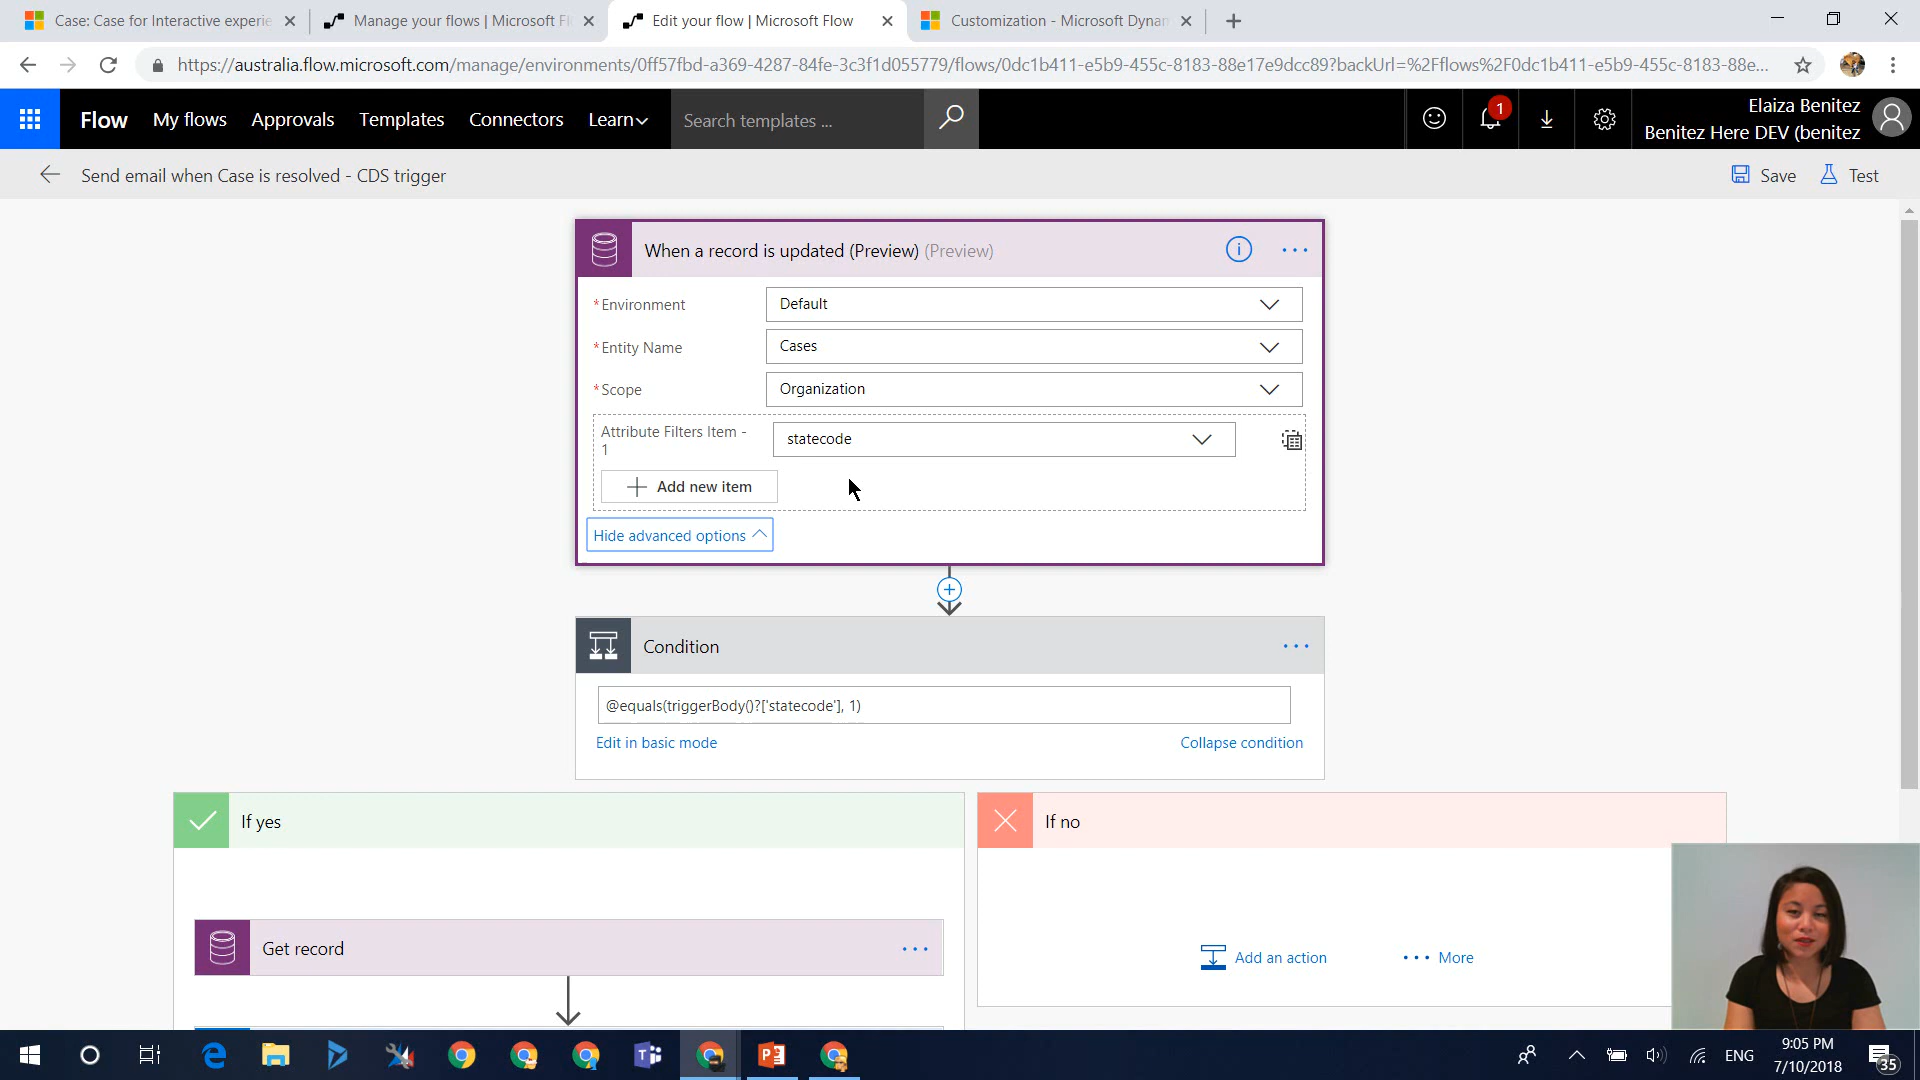 Case: Case for Interactive experie
Manage your flows | Microsoft Fl
Edit your flow | Microsoft Flow
Customization - Microsoft Dynam
https://australia.flow.microsoft.com/manage/environments/0ff57fbd-a369-4287-84fe-3c3f1d055779/flows/0dc1b411-e5b9-455c-8183-88e17e9dcc89?backUrl=%2Fflows%2F0dc1b411-e5b9-455c-8183-88e...
Flow
My flows
Approvals
Templates
Connectors
Learn
Search templates ...
1
Elaiza Benitez
Benitez Here DEV (benitez
Send email when Case is resolved - CDS trigger
Save
Test
When a record is updated (Preview) (Preview)
*Environment
Default
*Entity Name
Cases
*Scope
Organization
Attribute Filters Item -
1
statecode
Add new item
Hide advanced options
Condition
@equals(triggerBody()?['statecode'], 1)
Edit in basic mode
Collapse condition
If yes
If no
Get record
Add an action
More
ENG
9:05 PM
7/10/2018
35